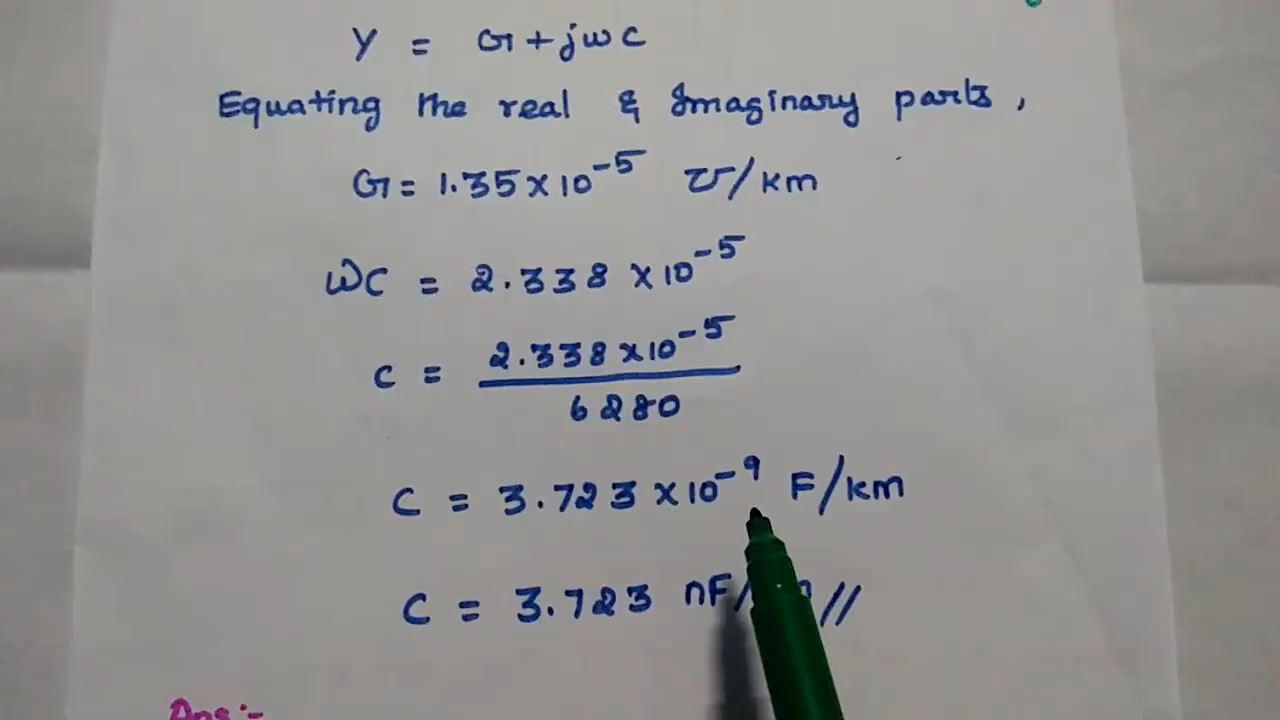 Y = G+jωC
Equating the real & Imaginary parts,
G = 1.35×10⁻⁵ ℧/km
ωC = 2.338 ×10⁻⁵
C = 2.338×10⁻⁵
6280
C = 3.723×10⁻⁹ F/km
C = 3.723 nF/ //
Ans:-